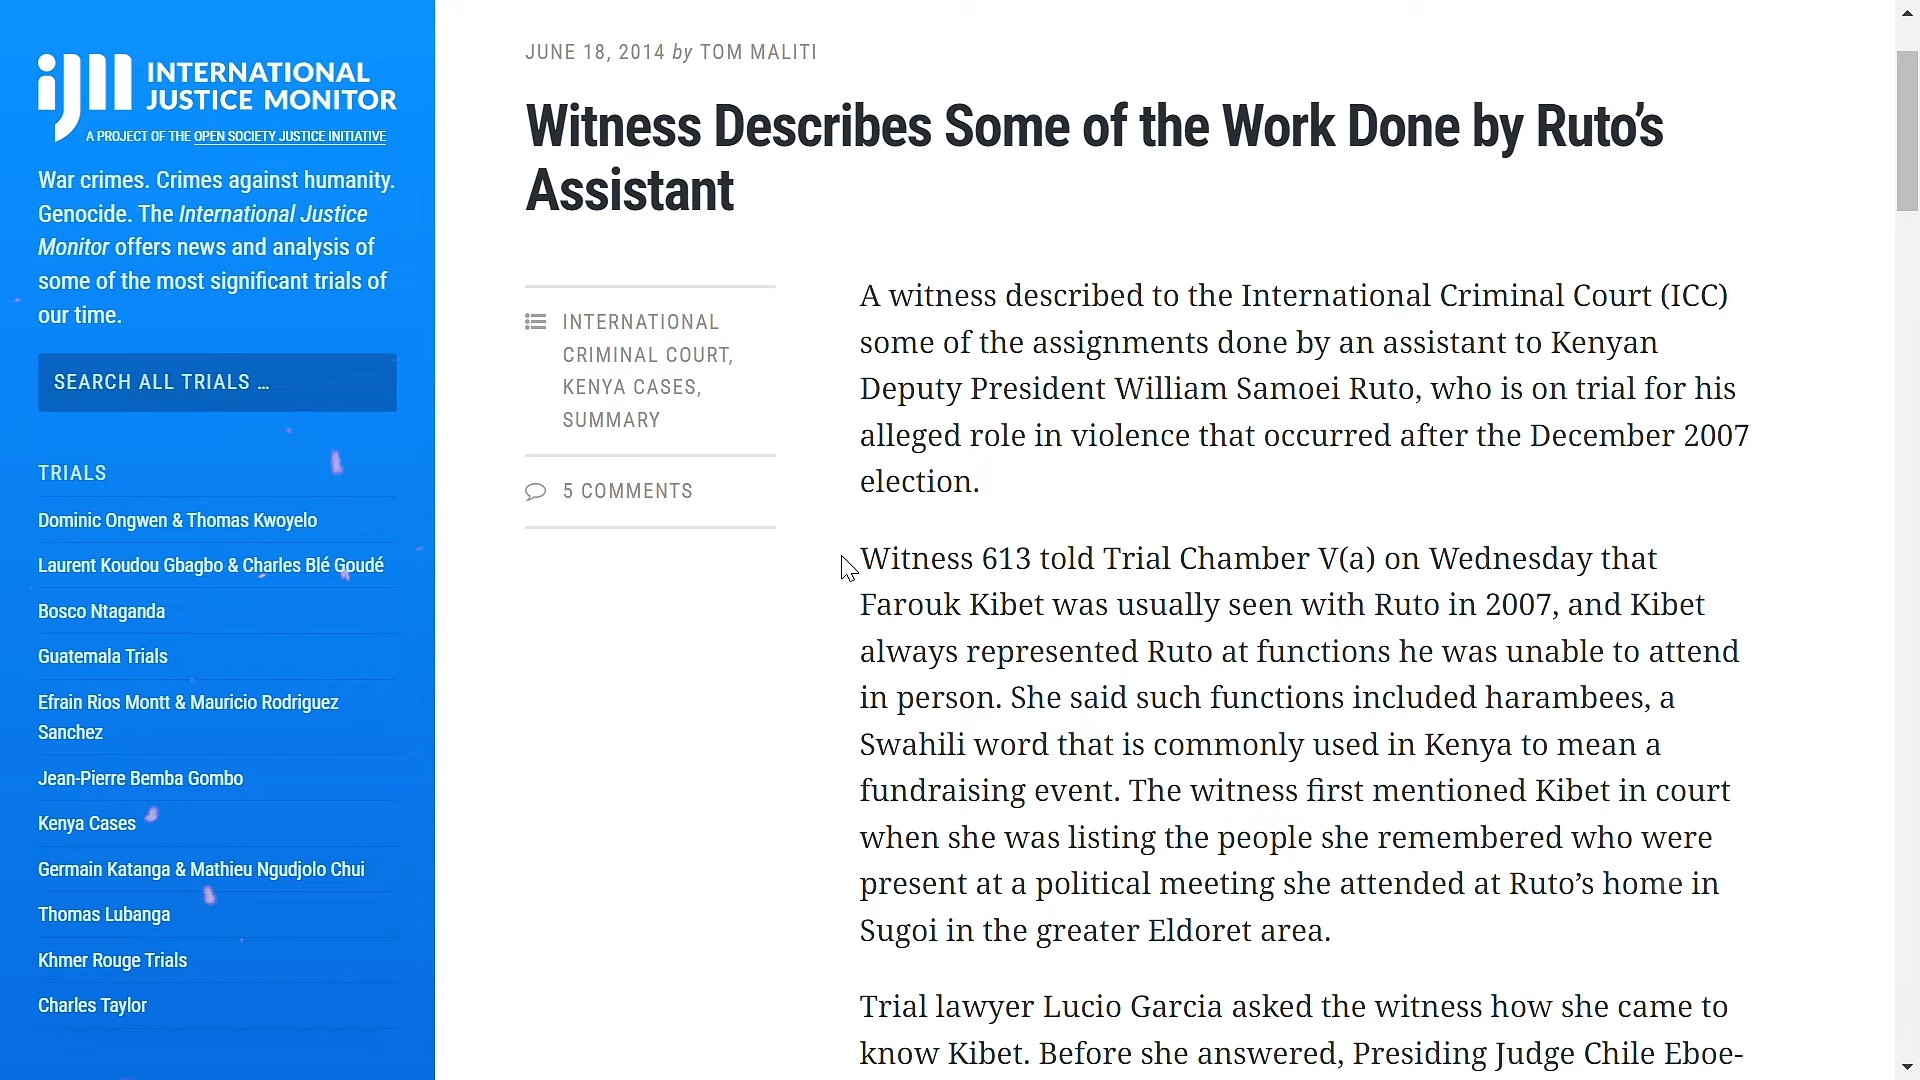 INTERNATIONAL
JUSTICE MONITOR
A PROJECT OF THE OPEN SOCIETY JUSTICE INITIATIVE
War crimes. Crimes against humanity.
Genocide. The International Justice
Monitor offers news and analysis of
some of the most significant trials of
our time.
SEARCH ALL TRIALS …
TRIALS
Dominic Ongwen & Thomas Kwoyelo
Laurent Koudou Gbagbo & Charles Blé Goudé
Bosco Ntaganda
Guatemala Trials
Efrain Rios Montt & Mauricio Rodriguez
Sanchez
Jean-Pierre Bemba Gombo
Kenya Cases
Germain Katanga & Mathieu Ngudjolo Chui
Thomas Lubanga
Khmer Rouge Trials
Charles Taylor
JUNE 18, 2014 by TOM MALITI
Witness Describes Some of the Work Done by Ruto’s
Assistant
INTERNATIONAL
CRIMINAL COURT,
KENYA CASES,
SUMMARY
5 COMMENTS
A witness described to the International Criminal Court (ICC)
some of the assignments done by an assistant to Kenyan
Deputy President William Samoei Ruto, who is on trial for his
alleged role in violence that occurred after the December 2007
election.
Witness 613 told Trial Chamber V(a) on Wednesday that
Farouk Kibet was usually seen with Ruto in 2007, and Kibet
always represented Ruto at functions he was unable to attend
in person. She said such functions included harambees, a
Swahili word that is commonly used in Kenya to mean a
fundraising event. The witness first mentioned Kibet in court
when she was listing the people she remembered who were
present at a political meeting she attended at Ruto’s home in
Sugoi in the greater Eldoret area.
Trial lawyer Lucio Garcia asked the witness how she came to
know Kibet. Before she answered, Presiding Judge Chile Eboe-